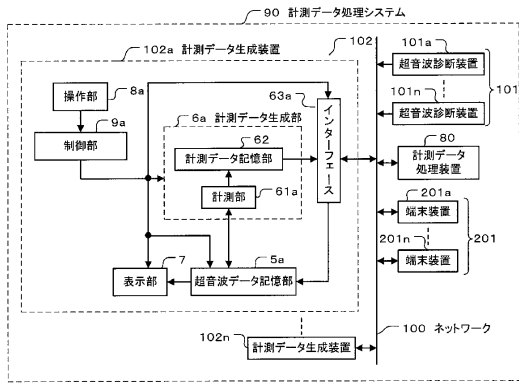 90 計測データ処理システム
102a 計測データ生成装置
102
101a
超音波診断装置
101n
超音波診断装置
101
8a
操作部
9a
制御部
63a
インターフェース
6a 計測データ生成部
62
計測データ記憶部
計測部
61a
80
計測データ
処理装置
201a
端末装置
201n
端末装置
201
7
表示部
5a
超音波データ記憶部
102n
計測データ生成装置
100 ネットワーク